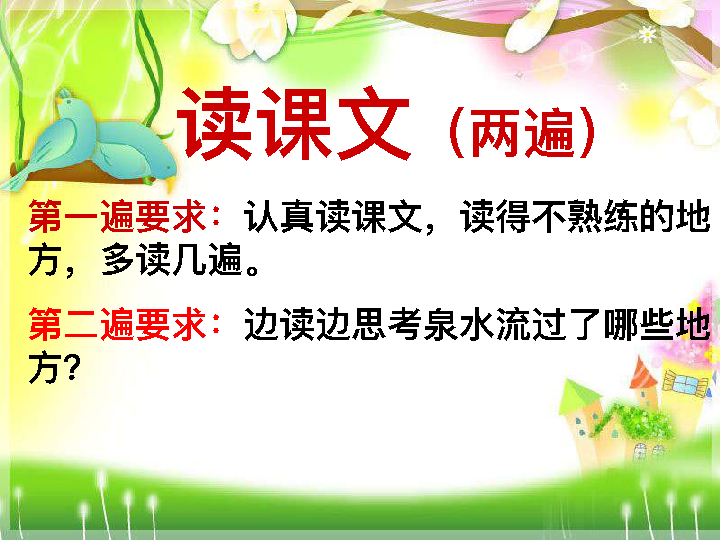 读课文（两遍）
第一遍要求：认真读课文，读得不熟练的地
方，多读几遍。
第二遍要求：边读边思考泉水流过了哪些地
方？